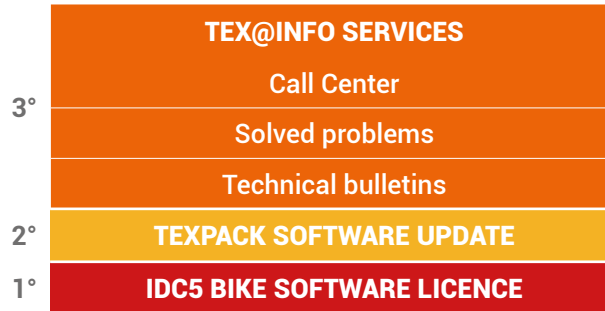 TEX@INFO SERVICES
Call Center
3°
Solved problems
Technical bulletins
2° TEXPACK SOFTWARE UPDATE
1° IDC5 BIKE SOFTWARE LICENCE